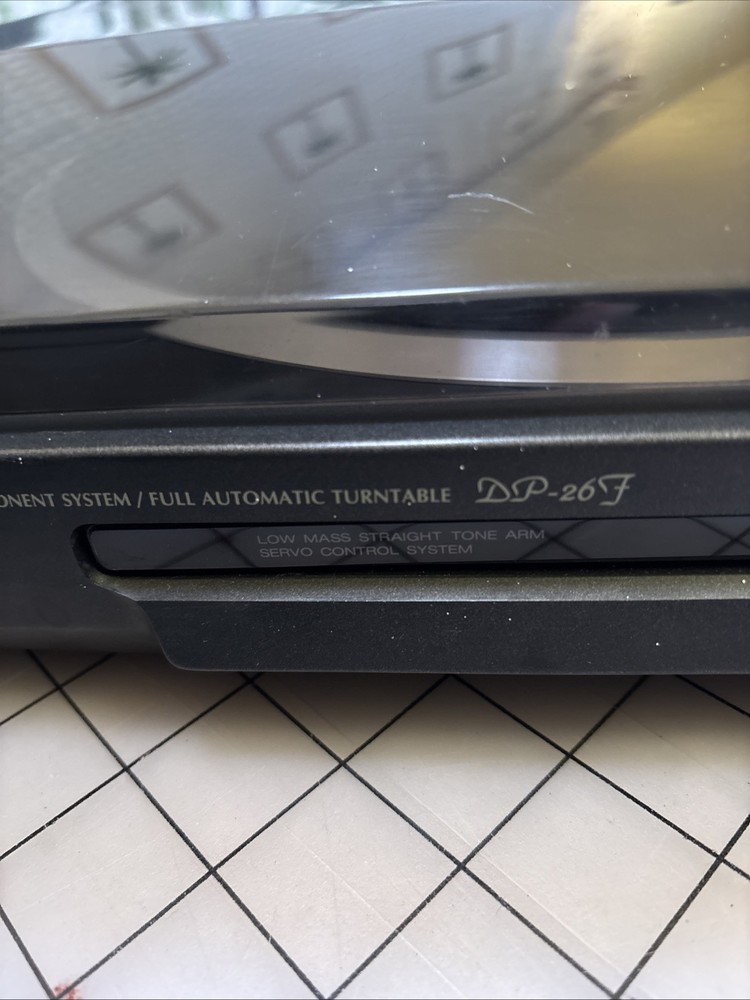 ONENT SYSTEM / FULL AUTOMATIC TURNTABLE DP-26F
LOW MASS STRAIGHT TONE ARM
SERVO CONTROL SYSTEM